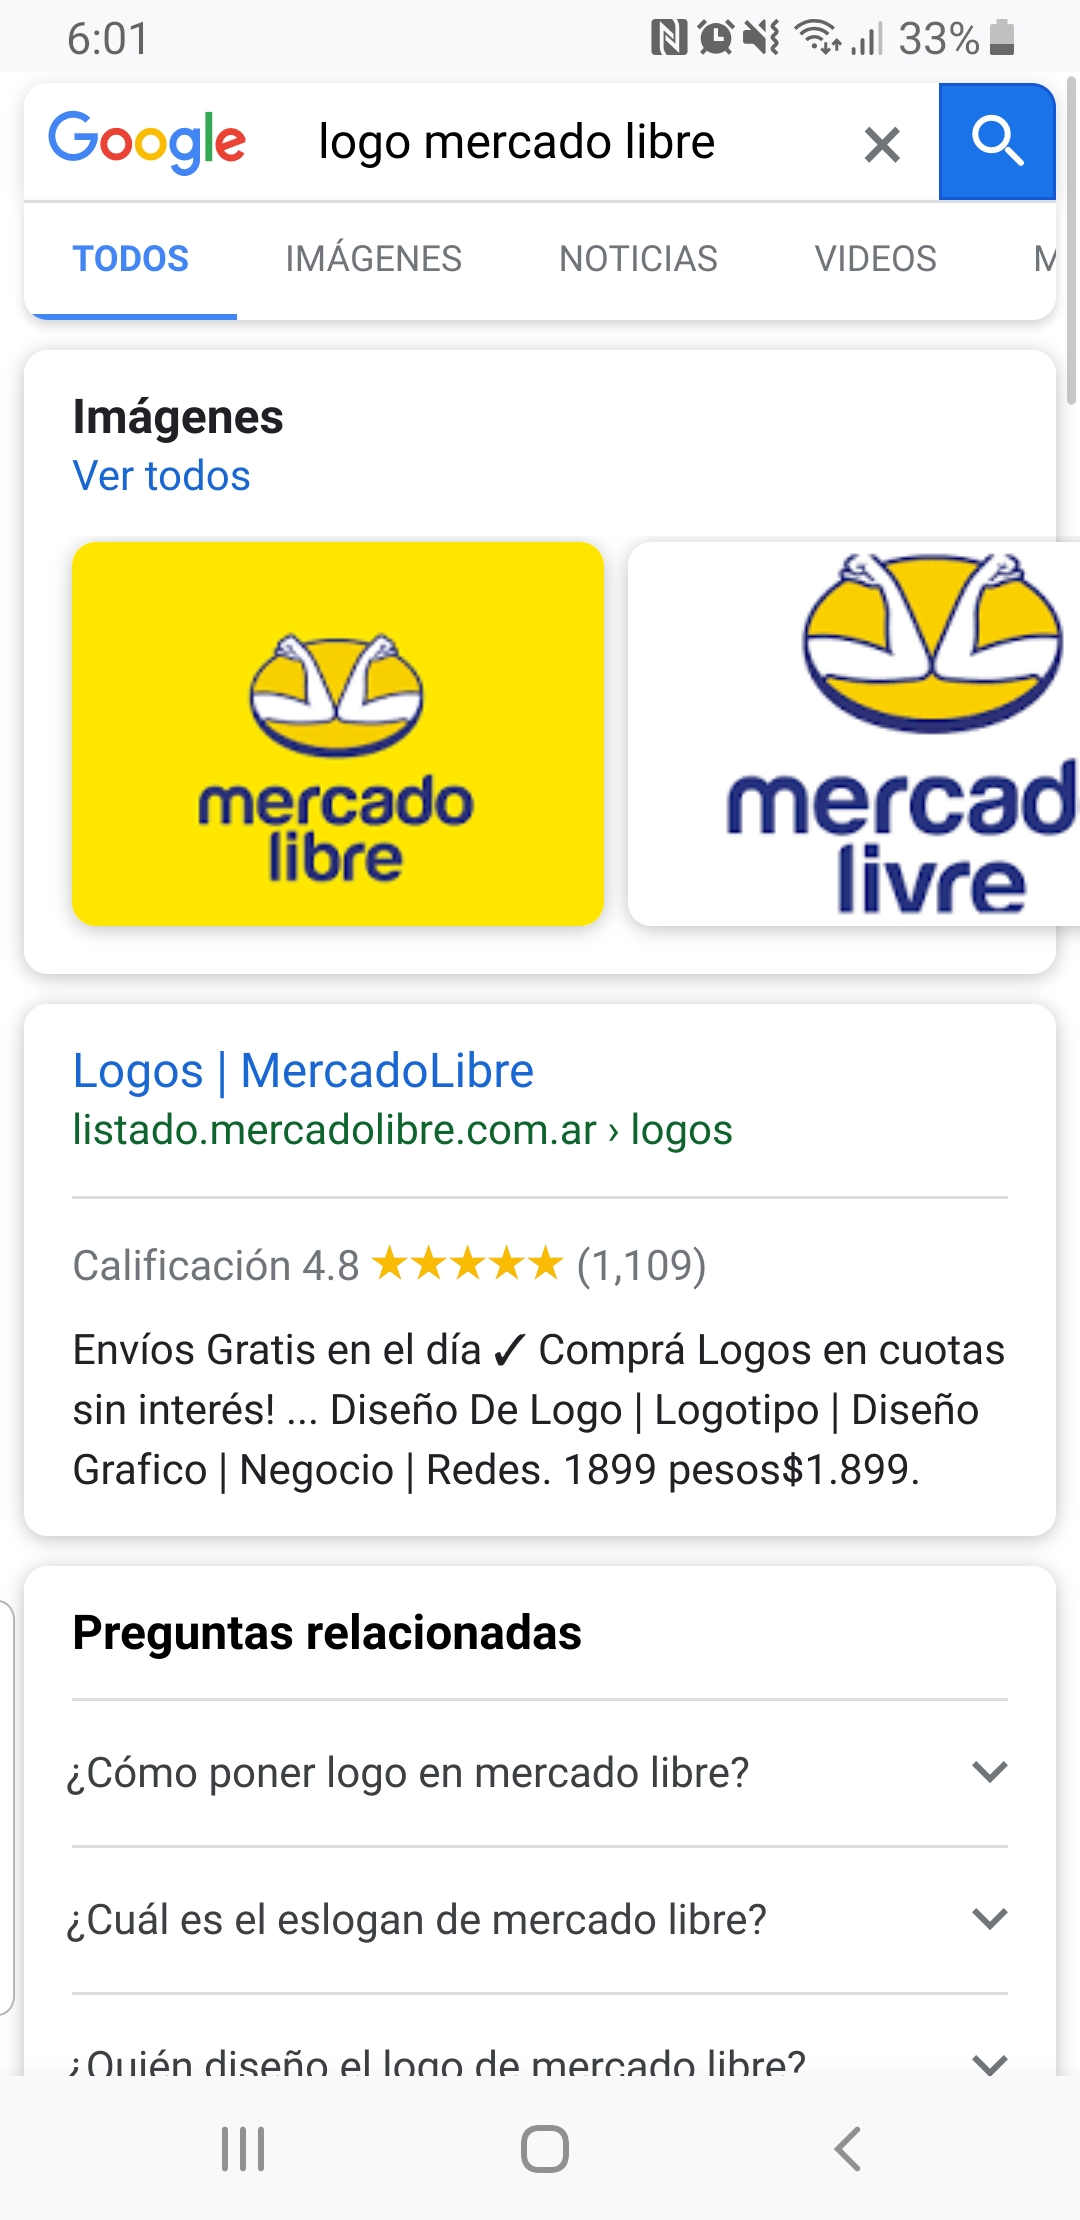 6:01 33%
Google logo mercado libre
TODOS IMÁGENES NOTICIAS VIDEOS M
Imágenes
Ver todos
mercado
libre
mercad
livre
Logos | MercadoLibre
listado.mercadolibre.com.ar › logos
Calificación 4.8 ★★★★★ (1,109)
Envíos Gratis en el día ✓ Comprá Logos en cuotas
sin interés! ... Diseño De Logo | Logotipo | Diseño
Grafico | Negocio | Redes. 1899 pesos$1.899.
Preguntas relacionadas
¿Cómo poner logo en mercado libre?
¿Cuál es el eslogan de mercado libre?
¿Quién diseño el logo de mercado libre?